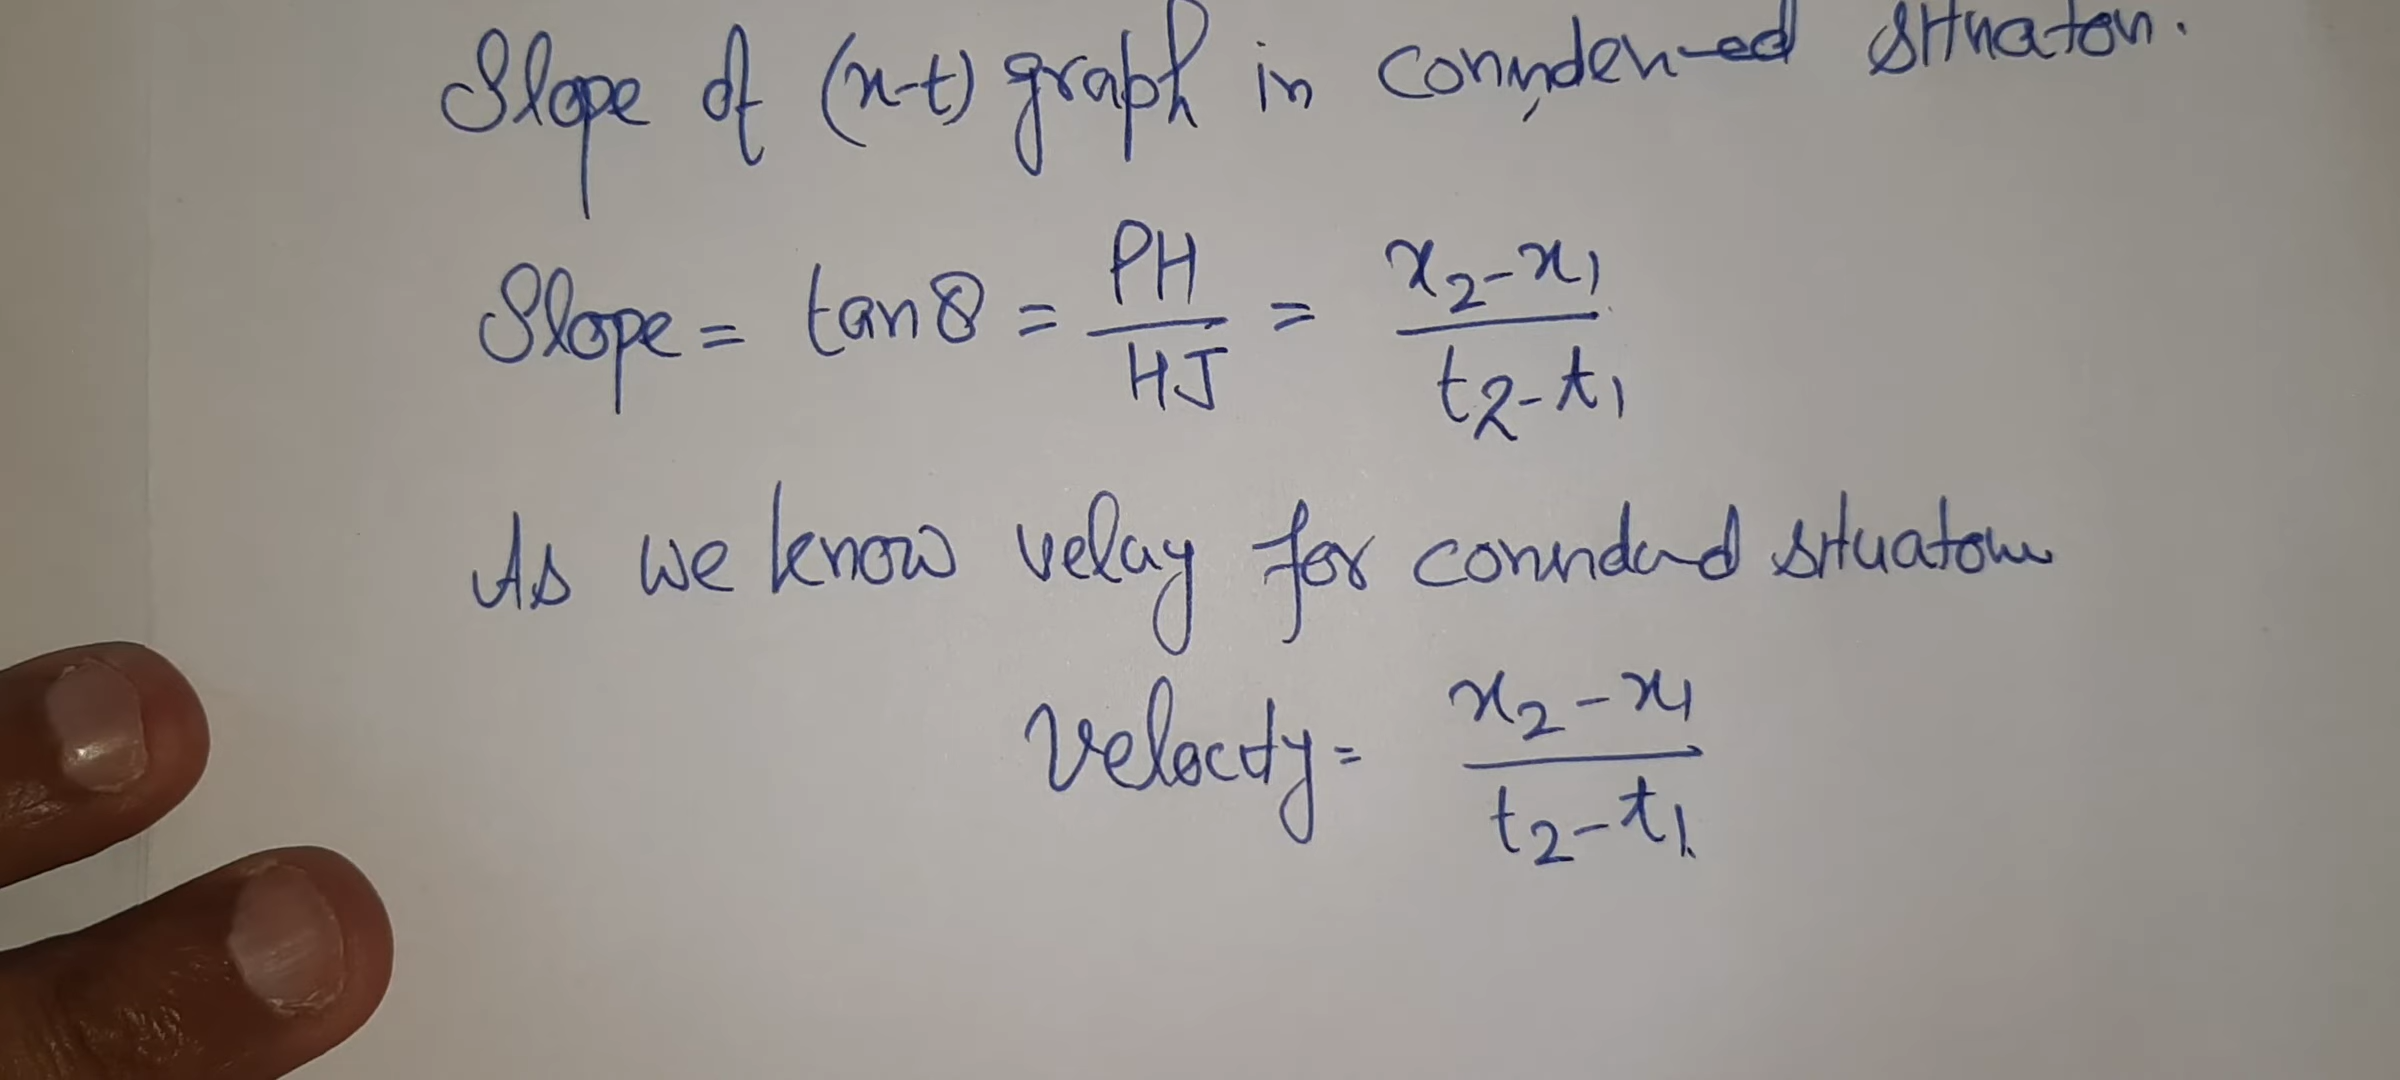 Slope of (x-t) graph in considered situation.
Slope = tan θ = PH/HJ = x₂-x₁/t₂-t₁
As we know velocity for considered situation
Velocity = x₂-x₁/t₂-t₁